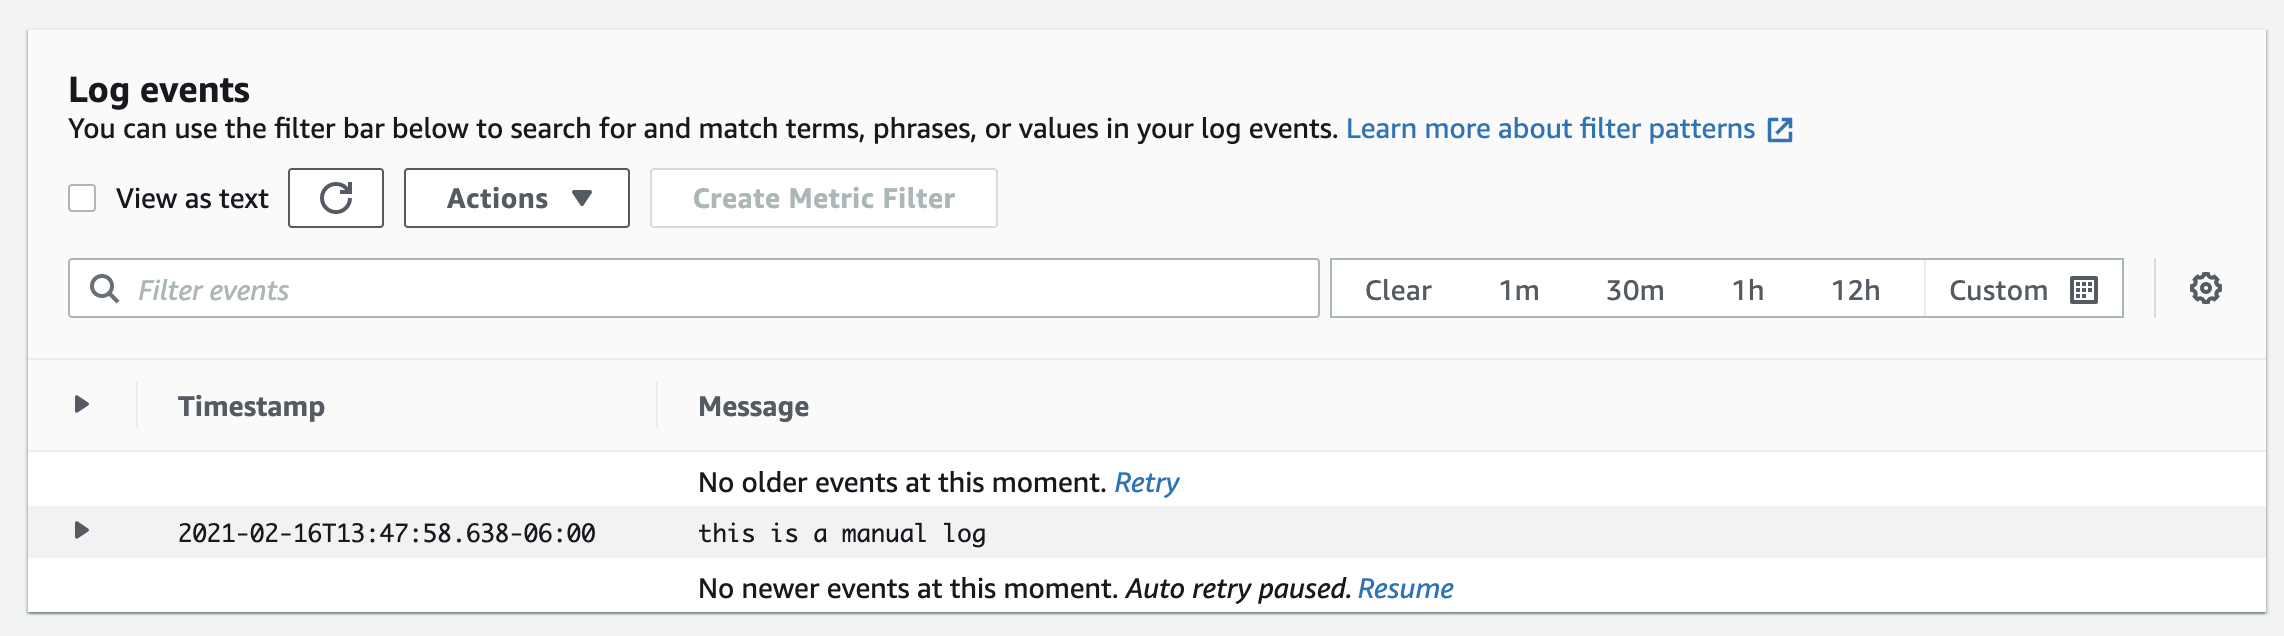 Log events
You can use the filter bar below to search for and match terms, phrases, or values in your log events. Learn more about filter patterns
View as text Actions Create Metric Filter
Filter events Clear 1m 30m 1h 12h Custom
Timestamp Message
No older events at this moment. Retry
2021-02-16T13:47:58.638-06:00 this is a manual log
No newer events at this moment. Auto retry paused. Resume